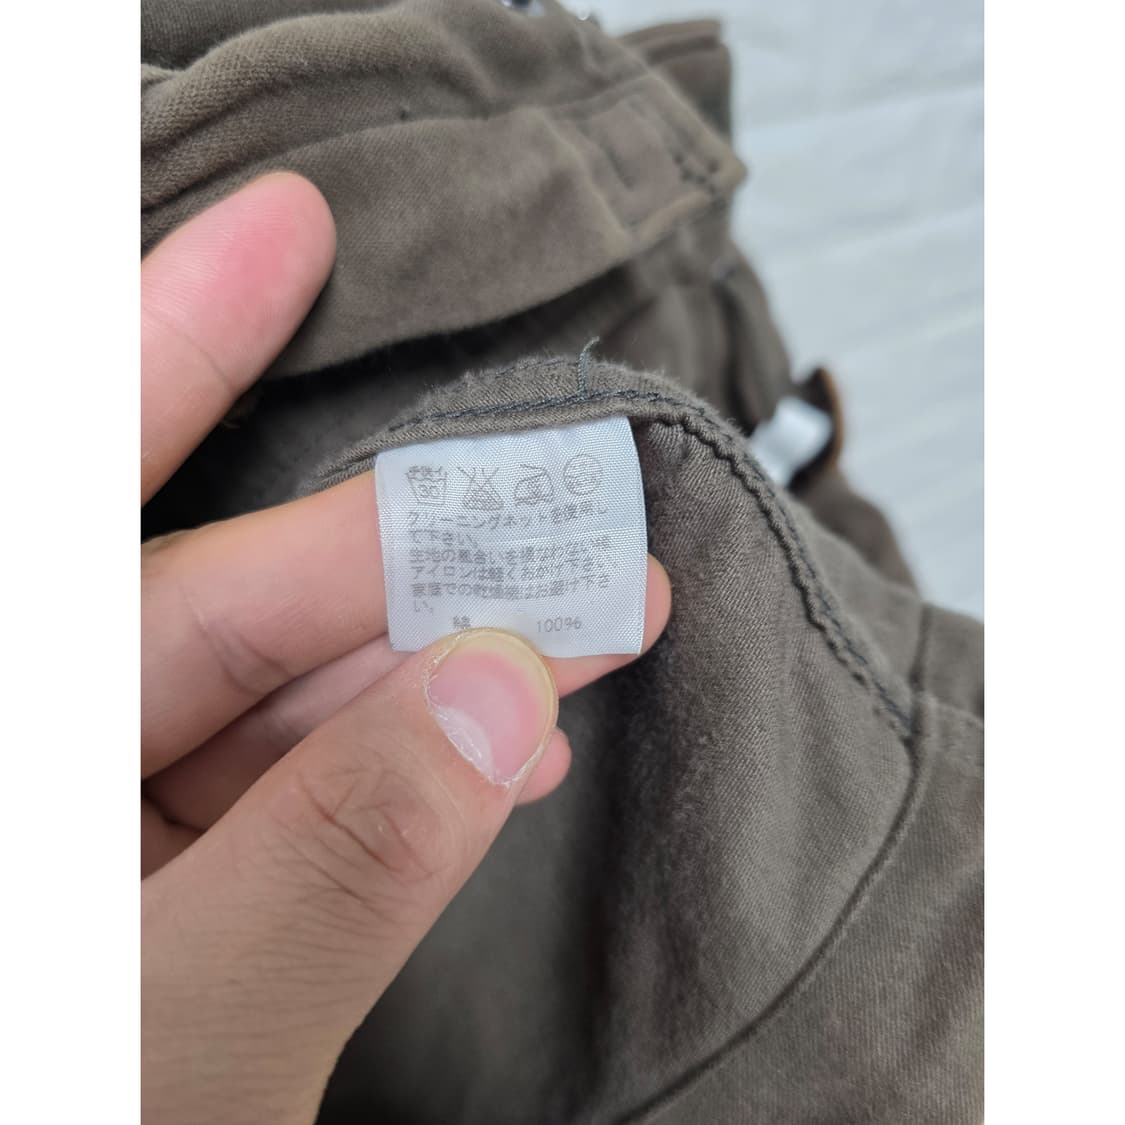 手洗イ
30
クリーニングネットを使用し
て下さい。
生地の風合いを損なわない様
アイロンは軽くおかけ下さい
家庭での乾燥機はお避け下さ
い。
綿 100%